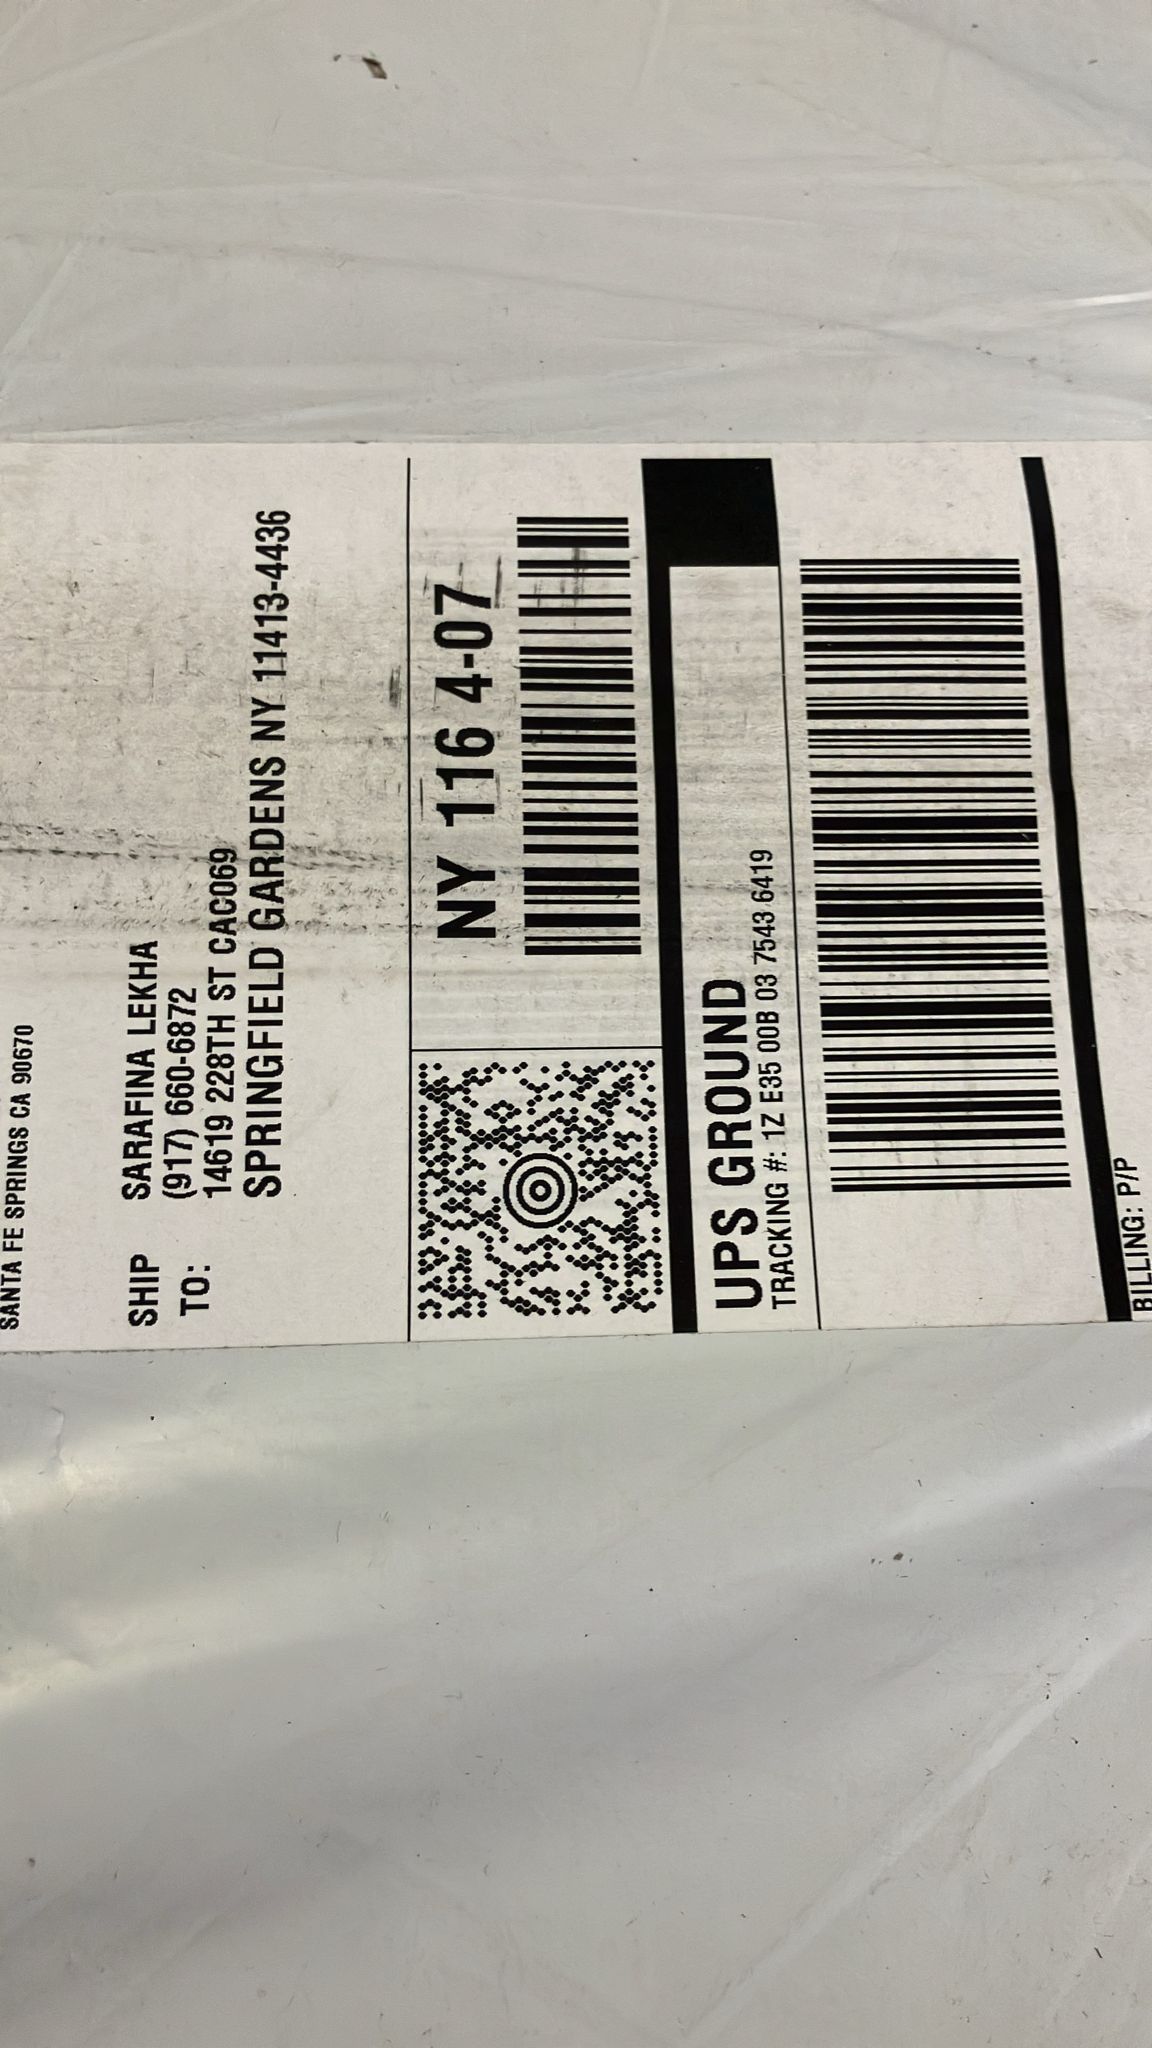 SANTA FE SPRINGS CA 90670
SHIP TO:
SARAFINA LEKHA
(917) 660-6872
14619 228TH ST CAC069
SPRINGFIELD GARDENS NY 11413-4436
NY 116 4-07
UPS GROUND
TRACKING #: 1Z E35 00B 03 7543 6419
BILLING: P/P